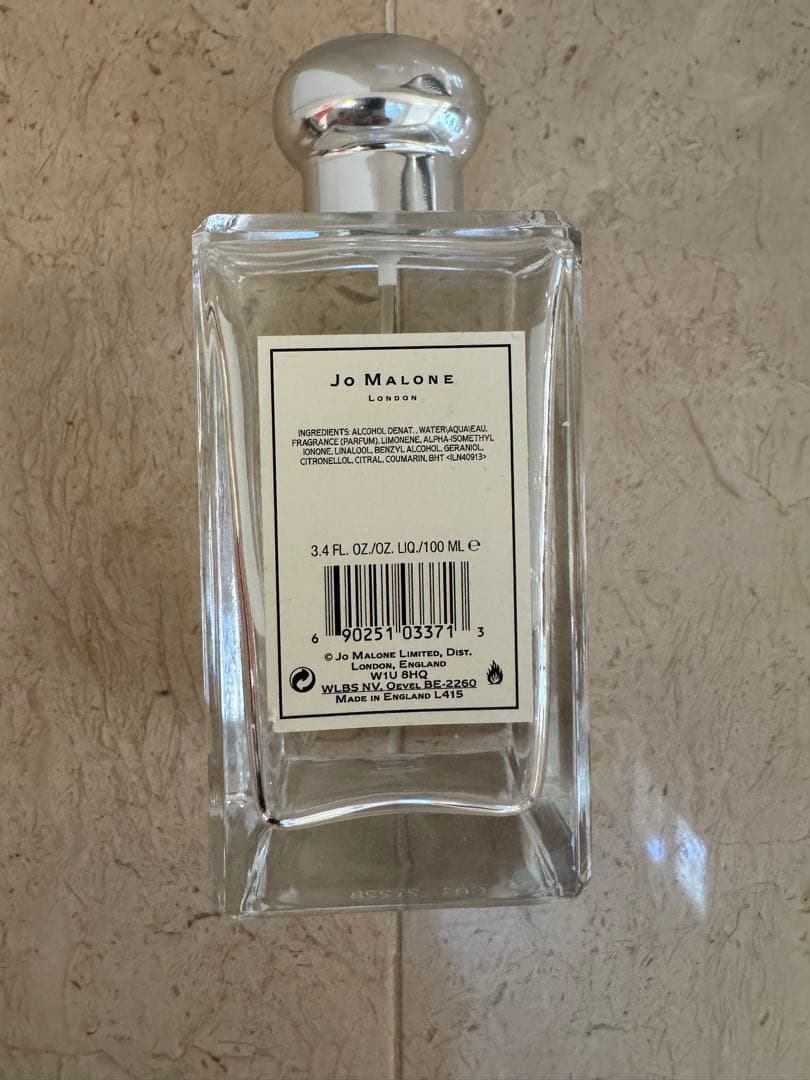 JO MALONE
LONDON
INGREDIENTS: ALCOHOL DENAT., WATER\AQUA\EAU,
FRAGRANCE (PARFUM), LIMONENE, ALPHA-ISOMETHYL
IONONE, LINALOOL, BENZYL ALCOHOL, GERANIOL,
CITRONELLOL, CITRAL, COUMARIN, BHT <ILN40913>
3.4 FL. OZ./OZ. LIQ./100 ML ℮
6 90251 03371 3
© JO MALONE LIMITED, DIST.
LONDON, ENGLAND
W1U 8HQ
WLBS NV, OEVEL BE-2260
MADE IN ENGLAND L415